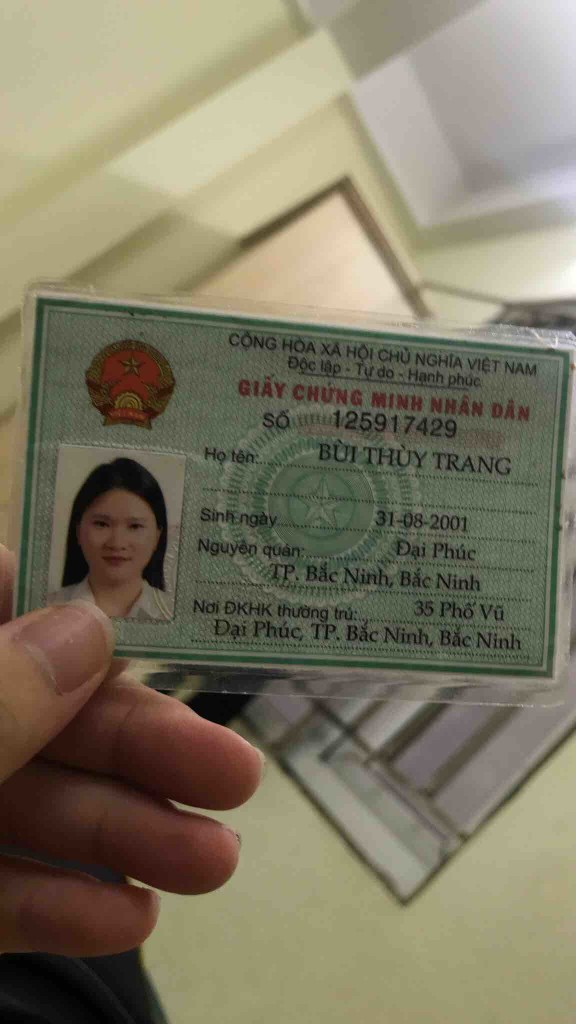 CỘNG HÒA XÃ HỘI CHỦ NGHĨA VIỆT NAM
Độc lập - Tự do - Hạnh phúc
GIẤY CHỨNG MINH NHÂN DÂN
SỐ 125917429
Họ tên: BÙI THÙY TRANG
Sinh ngày 31-08-2001
Nguyên quán: Đại Phúc
TP. Bắc Ninh, Bắc Ninh
Nơi ĐKHK thường trú: 35 Phố Vũ
Đại Phúc, TP. Bắc Ninh, Bắc Ninh